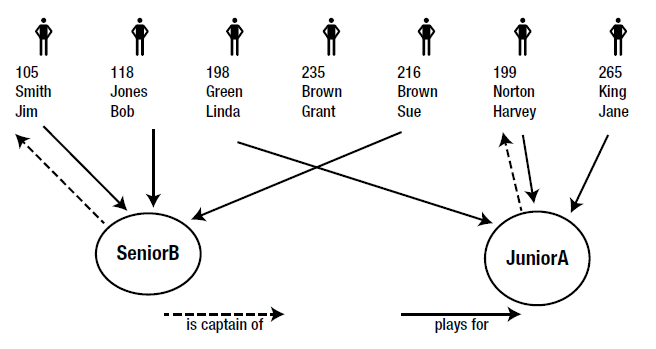 105
Smith
Jim
118
Jones
Bob
198
Green
Linda
235
Brown
Grant
216
Brown
Sue
199
Norton
Harvey
265
King
Jane
SeniorB
JuniorA
is captain of
plays for